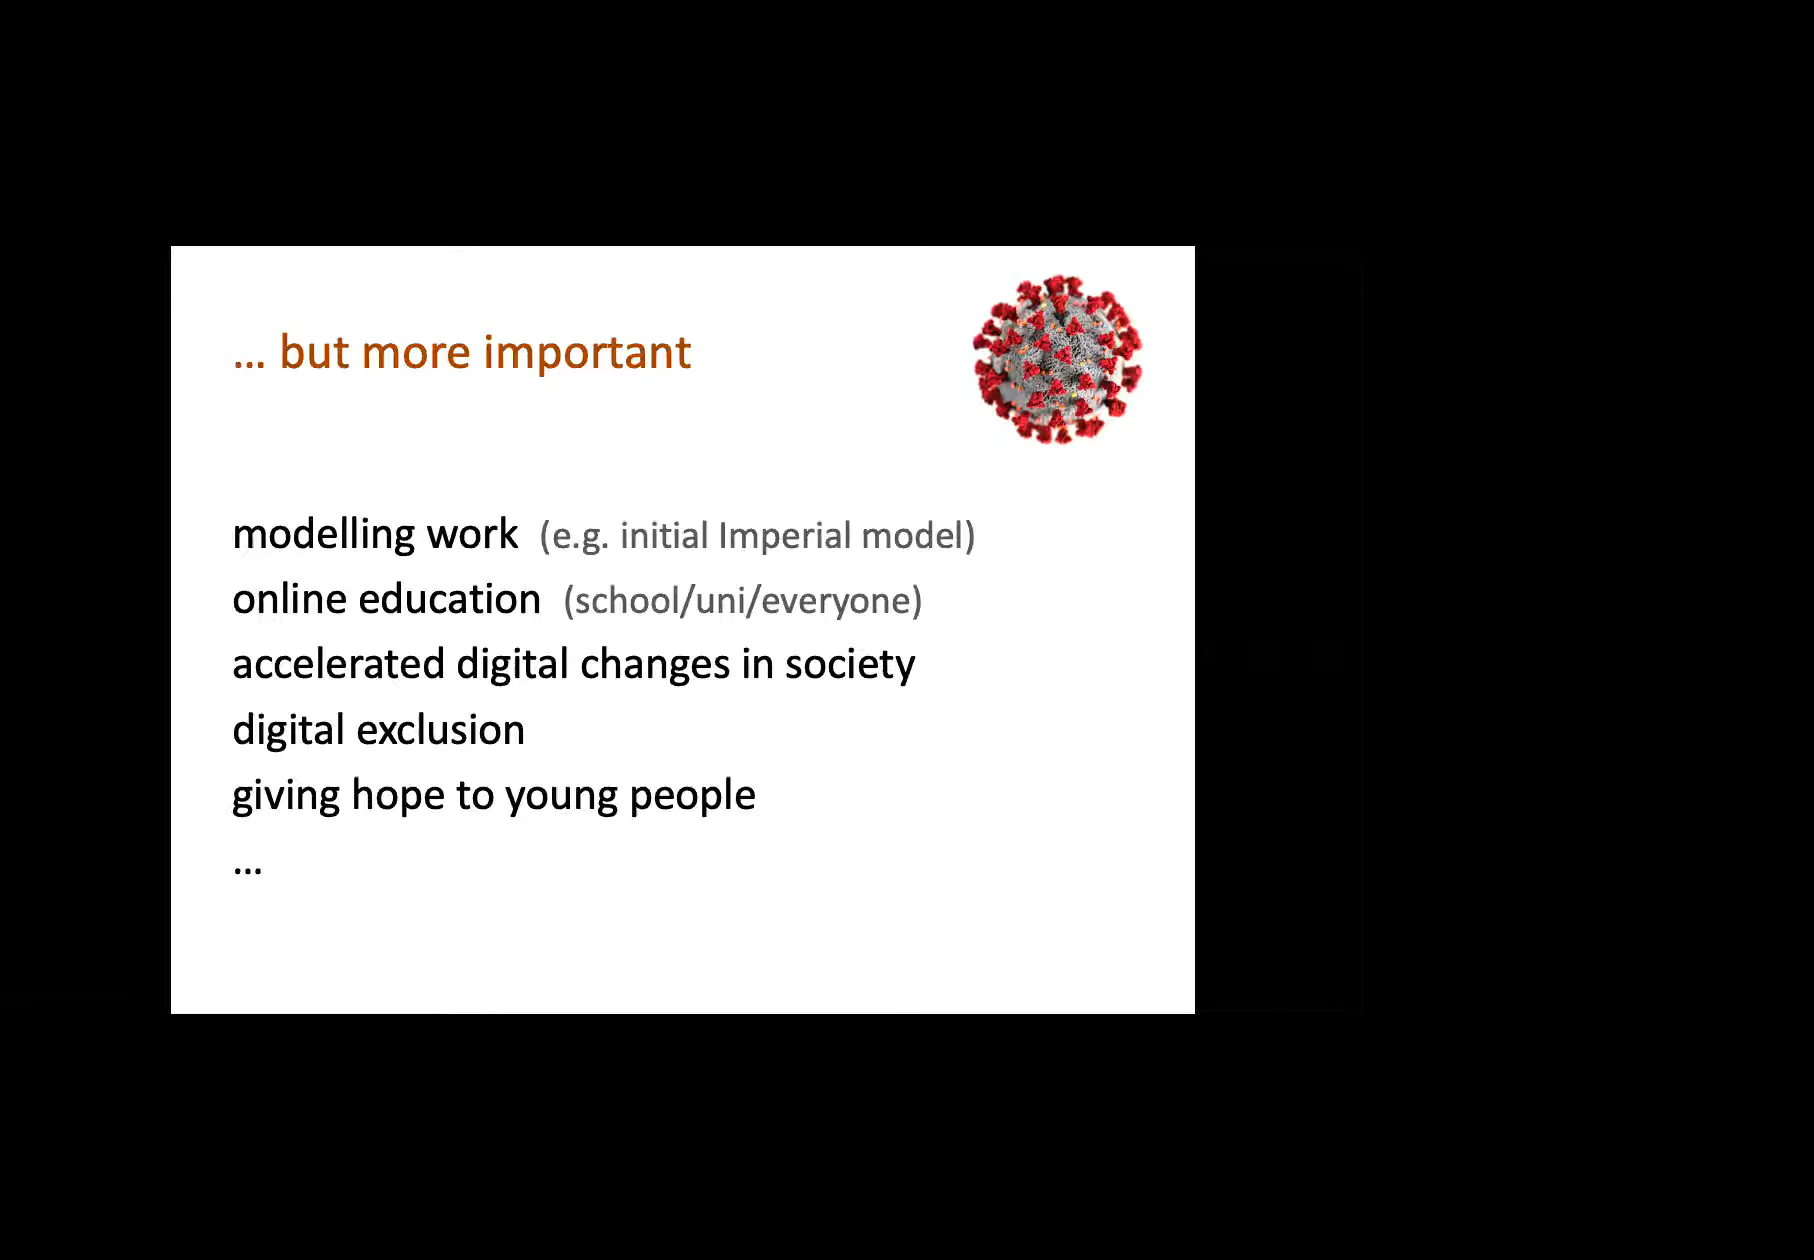 ... but more important
modelling work (e.g. initial Imperial model)
online education (school/uni/everyone)
accelerated digital changes in society
digital exclusion
giving hope to young people
...